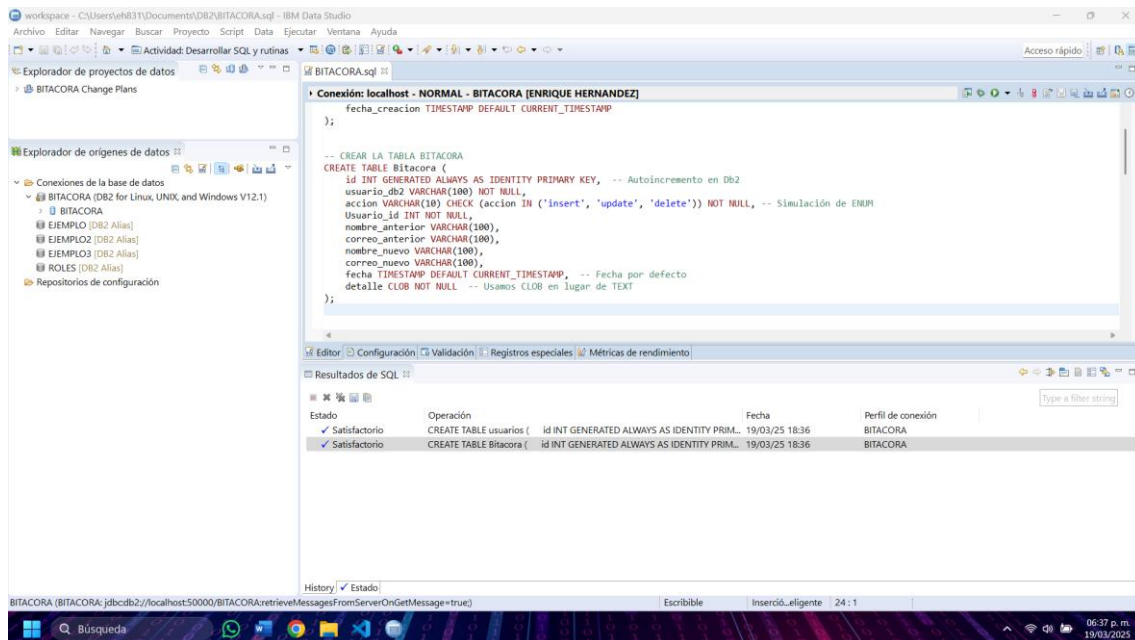 workspace - C:\Users\eh831\Documents\DB2\BITACORA.sql - IBM Data Studio
Archivo Editar Navegar Buscar Proyecto Script Data Ejecutar Ventana Ayuda
Actividad: Desarrollar SQL y rutinas
Acceso rápido
Explorador de proyectos de datos
BITACORA Change Plans
Explorador de orígenes de datos
Conexiones de la base de datos
BITACORA (DB2 for Linux, UNIX, and Windows V12.1)
BITACORA
EJEMPLO [DB2 Alias]
EJEMPLO2 [DB2 Alias]
EJEMPLO3 [DB2 Alias]
ROLES [DB2 Alias]
Repositorios de configuración
BITACORA.sql
Conexión: localhost - NORMAL - BITACORA [ENRIQUE HERNANDEZ]
fecha_creacion TIMESTAMP DEFAULT CURRENT_TIMESTAMP
);
-- CREAR LA TABLA BITACORA
CREATE TABLE Bitacora (
id INT GENERATED ALWAYS AS IDENTITY PRIMARY KEY, -- Autoincremento en Db2
usuario_db2 VARCHAR(100) NOT NULL,
accion VARCHAR(10) CHECK (accion IN ('insert', 'update', 'delete')) NOT NULL, -- Simulación de ENUM
Usuario_id INT NOT NULL,
nombre_anterior VARCHAR(100),
correo_anterior VARCHAR(100),
nombre_nuevo VARCHAR(100),
correo_nuevo VARCHAR(100),
fecha TIMESTAMP DEFAULT CURRENT_TIMESTAMP, -- Fecha por defecto
detalle CLOB NOT NULL -- Usamos CLOB en lugar de TEXT
);
Editor Configuración Validación Registros especiales Métricas de rendimiento
Resultados de SQL
Type a filter string
Estado Operación Fecha Perfil de conexión
Satisfactorio CREATE TABLE usuarios ( id INT GENERATED ALWAYS AS IDENTITY PRIM... 19/03/25 18:36 BITACORA
Satisfactorio CREATE TABLE Bitacora ( id INT GENERATED ALWAYS AS IDENTITY PRIM... 19/03/25 18:36 BITACORA
History Estado
BITACORA (BITACORA: jdbc:db2://localhost:50000/BITACORA:retrieveMessagesFromServerOnGetMessage=true;) Escribible Inserció...eligente 24 : 1
Búsqueda
06:37 p. m.
19/03/2025